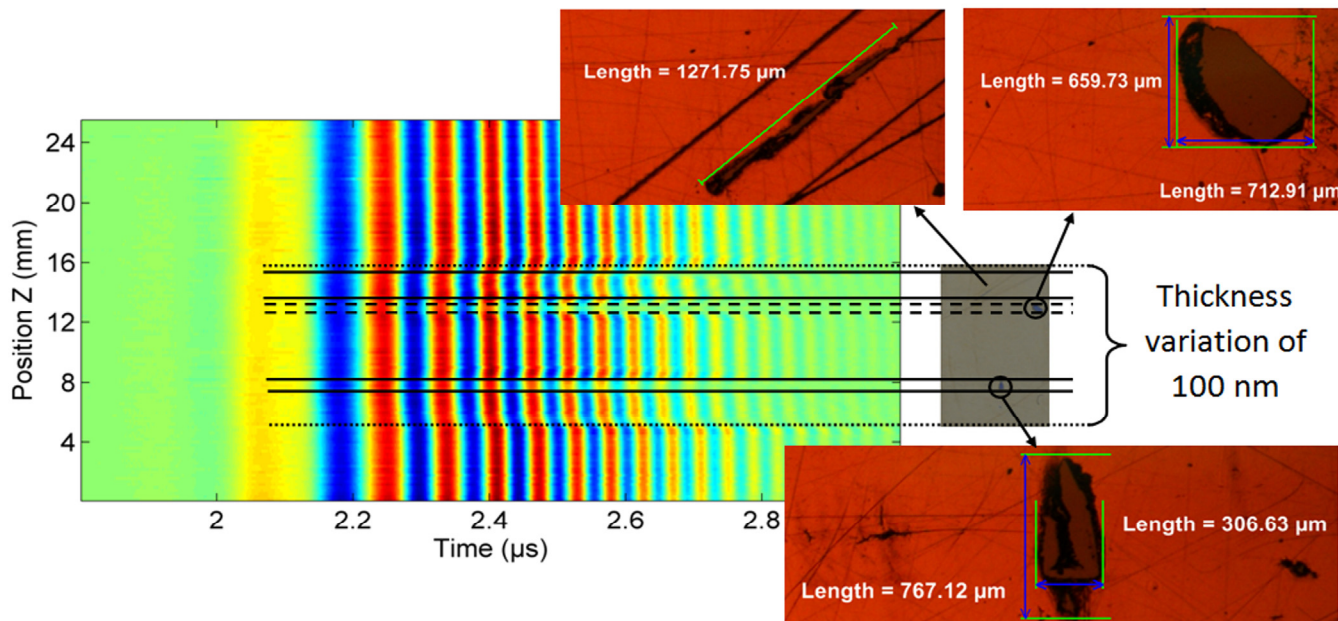 Length = 1271.75 µm
Length = 659.73 µm
Length = 712.91 µm
Position Z (mm)
24
20
16
12
8
4
2
2.2
2.4
2.6
2.8
Time (µs)
Thickness
variation of
100 nm
Length = 306.63 µm
Length = 767.12 µm